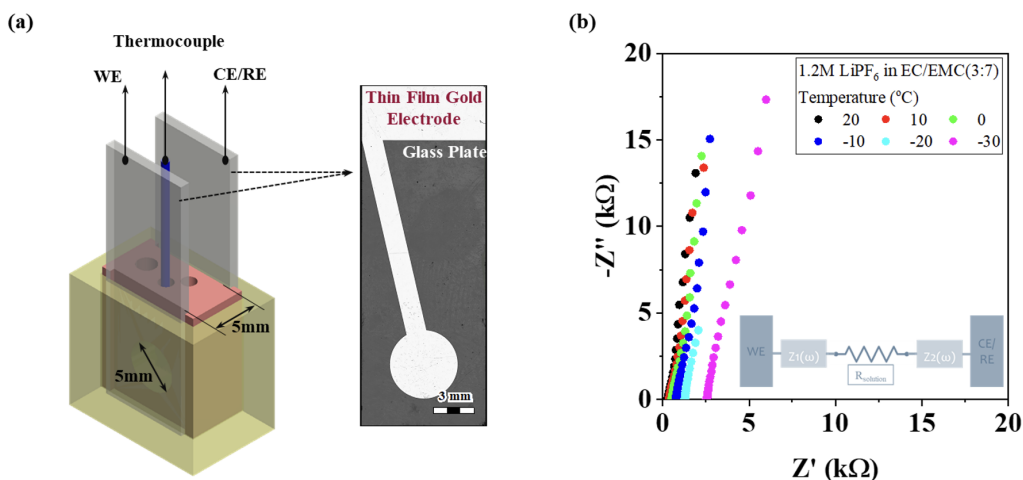 (a)
Thermocouple
WE
CE/RE
5mm
5mm
Thin Film Gold
Electrode
Glass Plate
3 mm
(b)
1.2M LiPF6 in EC/EMC(3:7)
Temperature (ºC)
20 10 0
-10 -20 -30
20
15
10
5
0
-Z'' (kΩ)
WE
Z1(ω)
Rsolution
Z2(ω)
CE/
RE
0 5 10 15 20
Z' (kΩ)